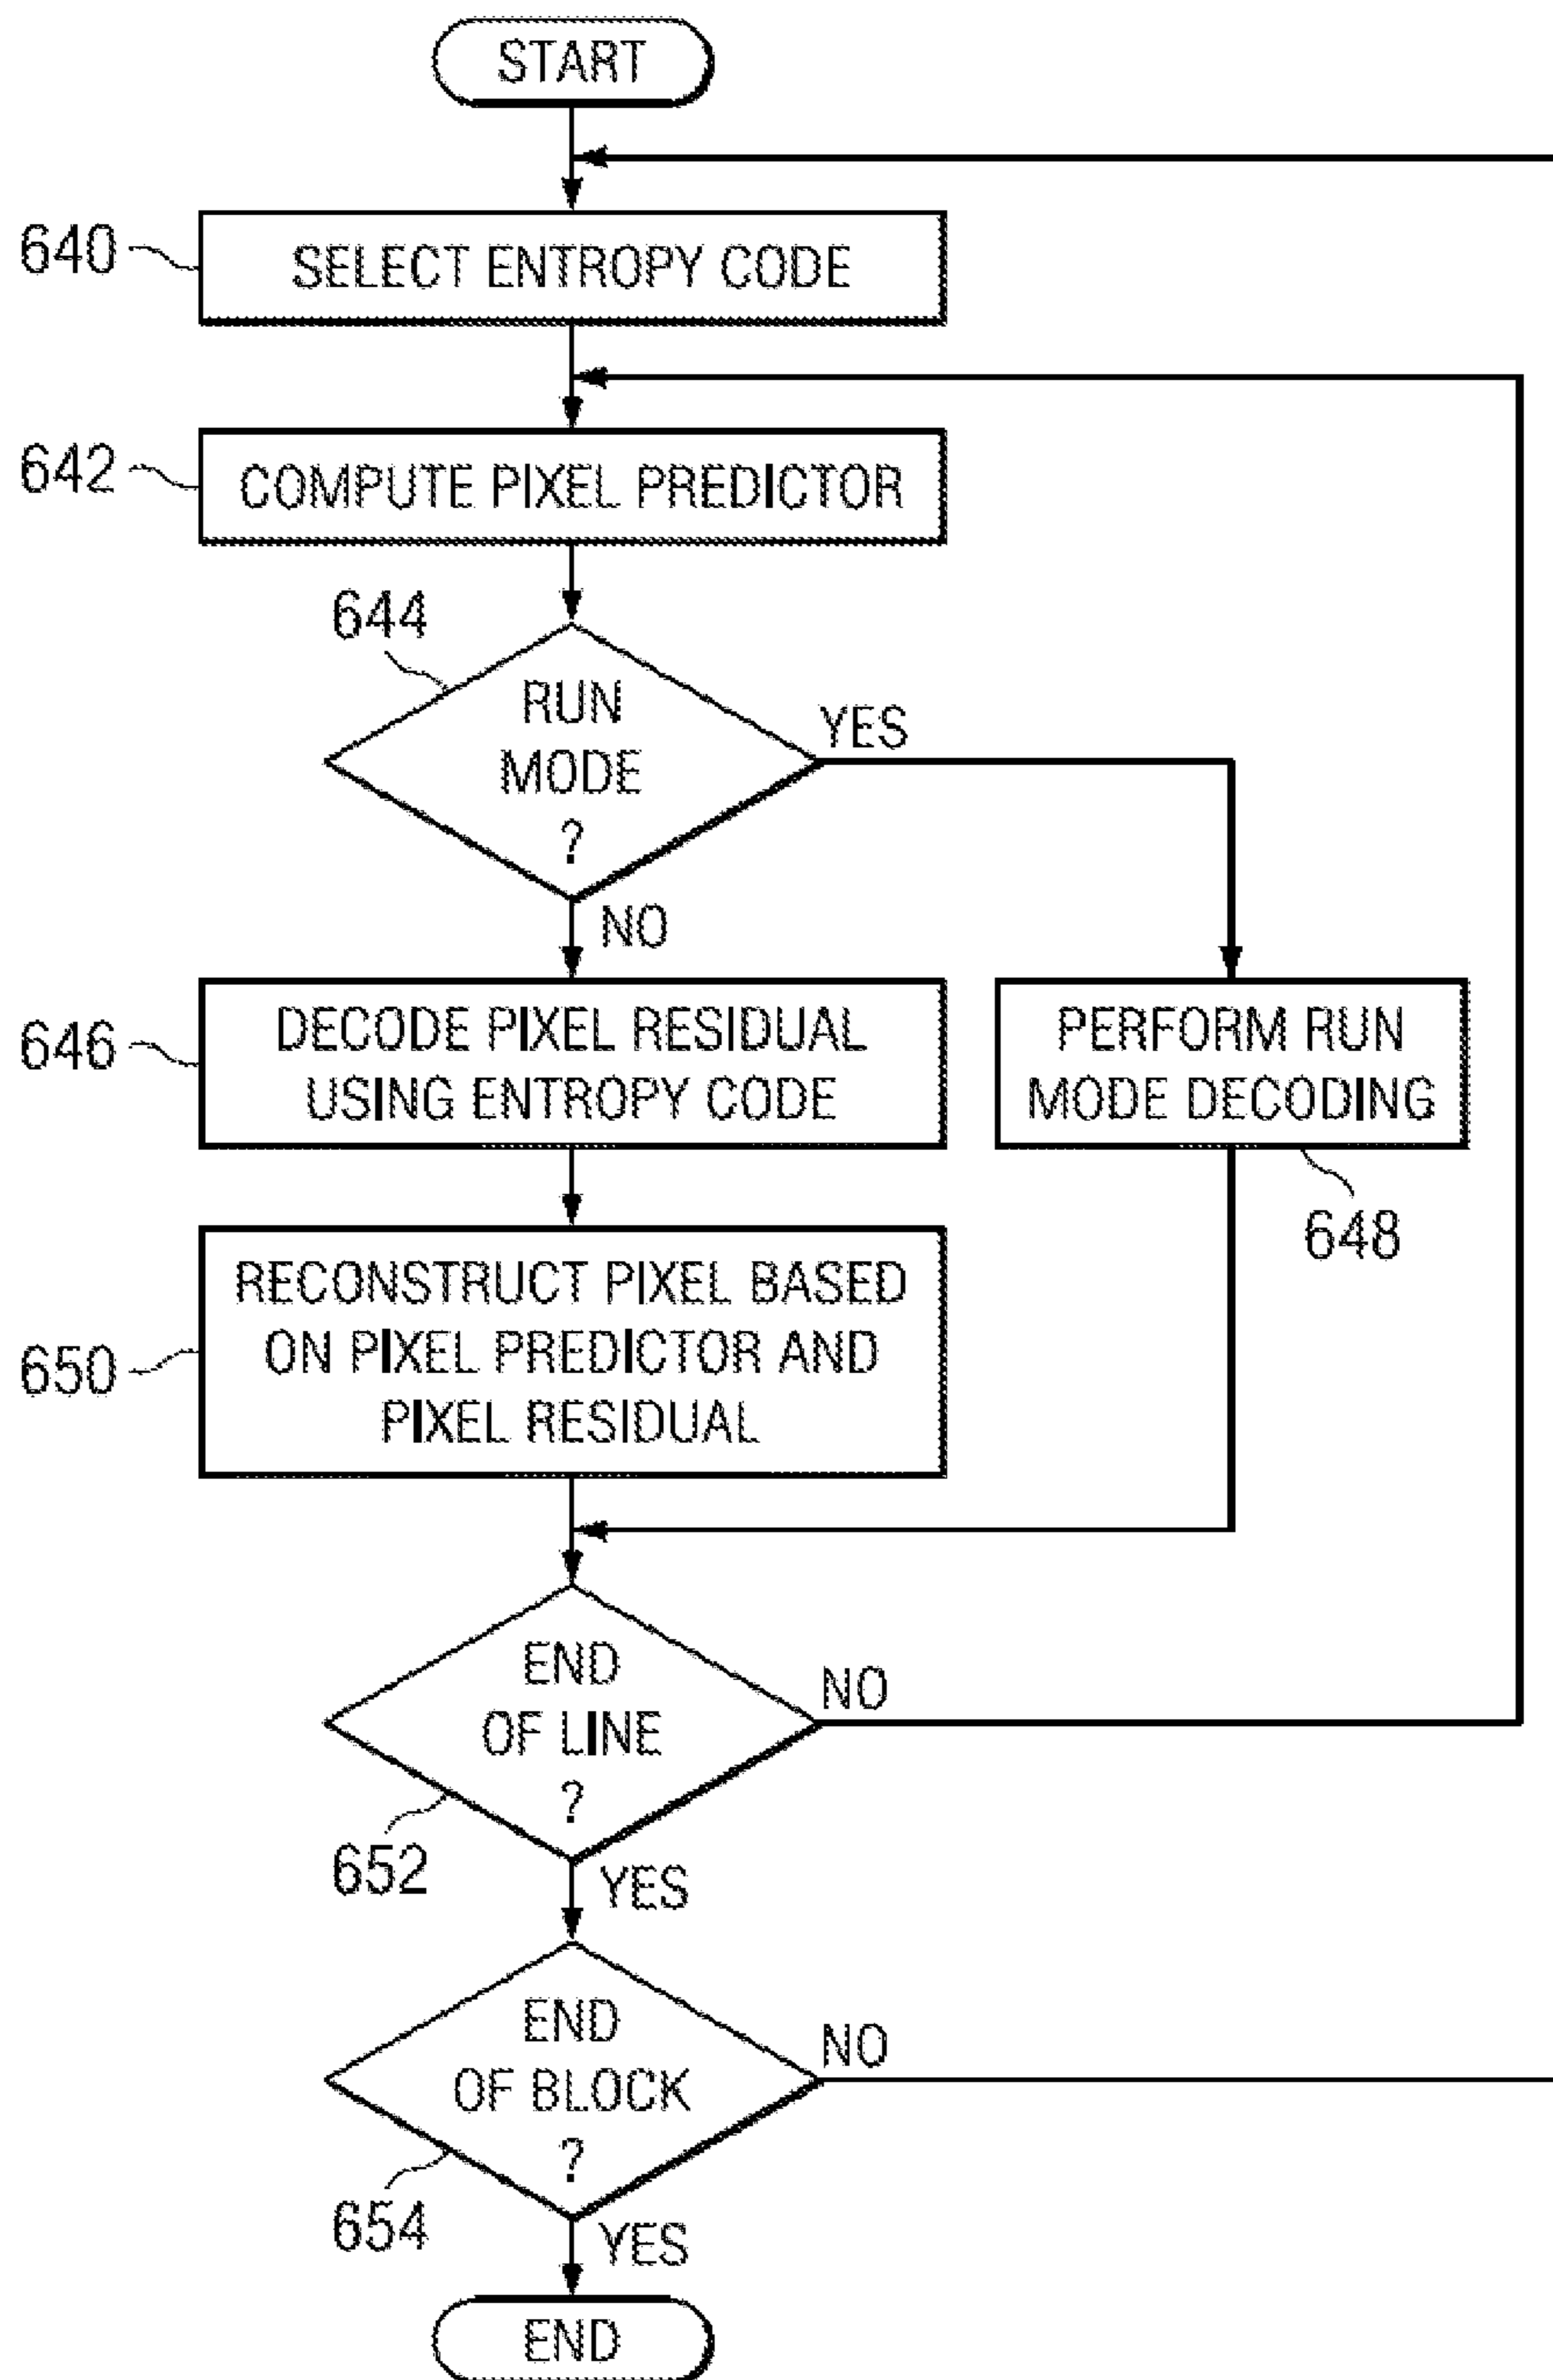 START
640
SELECT ENTROPY CODE
642
COMPUTE PIXEL PREDICTOR
644
RUN
MODE
?
YES
NO
646
DECODE PIXEL RESIDUAL
USING ENTROPY CODE
PERFORM RUN
MODE DECODING
648
650
RECONSTRUCT PIXEL BASED
ON PIXEL PREDICTOR AND
PIXEL RESIDUAL
END
OF LINE
?
NO
652
YES
END
OF BLOCK
?
NO
654
YES
END